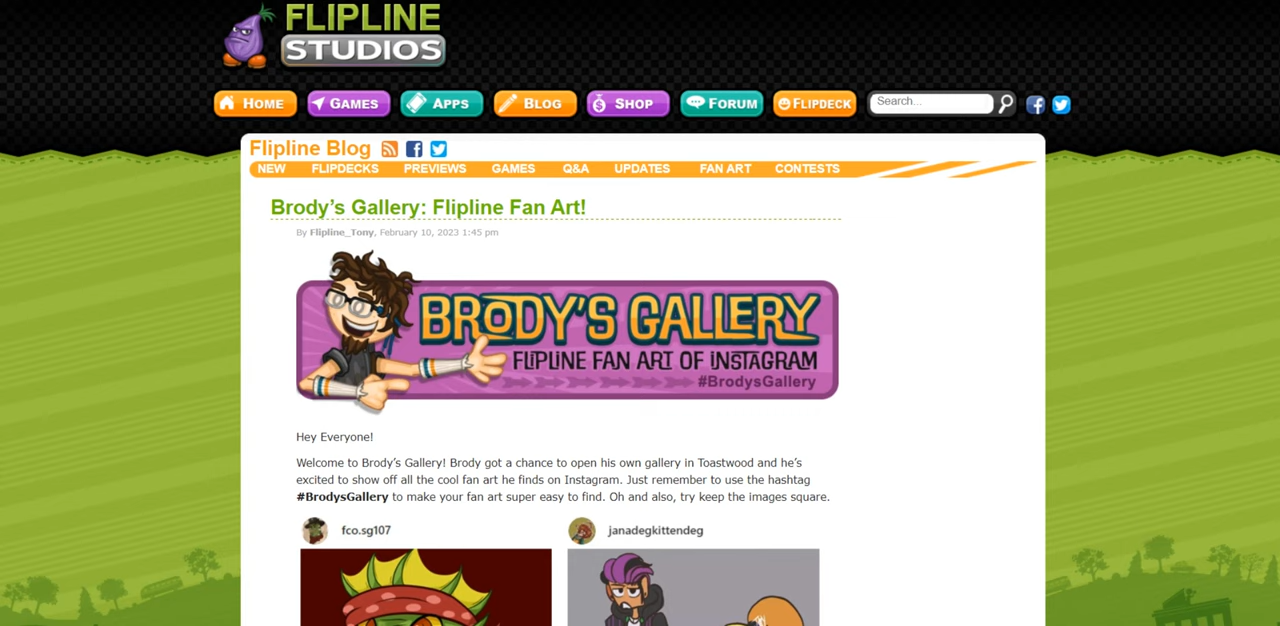 FLIPLINE
STUDIOS
HOME GAMES APPS BLOG SHOP FORUM FLIPDECK Search...
Flipline Blog
NEW FLIPDECKS PREVIEWS GAMES Q&A UPDATES FAN ART CONTESTS
Brody’s Gallery: Flipline Fan Art!
By Flipline_Tony, February 10, 2023 1:45 pm
BRODY'S GALLERY
FLIPLINE FAN ART OF INSTAGRAM
#BrodysGallery
Hey Everyone!
Welcome to Brody’s Gallery! Brody got a chance to open his own gallery in Toastwood and he’s
excited to show off all the cool fan art he finds on Instagram. Just remember to use the hashtag
#BrodysGallery to make your fan art super easy to find. Oh and also, try keep the images square.
fco.sg107 janadegkittendeg